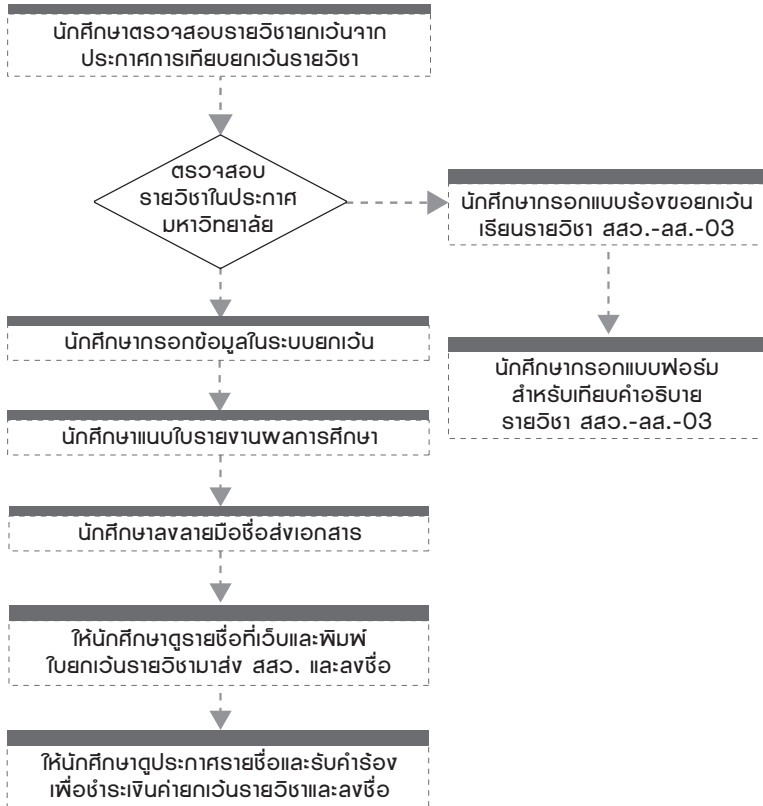 นักศึกษาตรวจสอบรายวิชายกเว้นจาก
ประกาศการเทียบยกเว้นรายวิชา
ตรวจสอบ
รายวิชาในประกาศ
มหาวิทยาลัย
นักศึกษากรอกแบบร้องขอยกเว้น
เรียนรายวิชา สสว.-ลส.-03
นักศึกษากรอกแบบฟอร์ม
สำหรับเทียบคำอธิบาย
รายวิชา สสว.-ลส.-03
นักศึกษากรอกข้อมูลในระบบยกเว้น
นักศึกษาแนบใบรายงานผลการศึกษา
นักศึกษาลงลายมือชื่อส่งเอกสาร
ให้นักศึกษาดูรายชื่อที่เว็บและพิมพ์
ใบยกเว้นรายวิชามาส่ง สสว. และลงชื่อ
ให้นักศึกษาดูประกาศรายชื่อและรับคำร้อง
เพื่อชำระเงินค่ายกเว้นรายวิชาและลงชื่อ